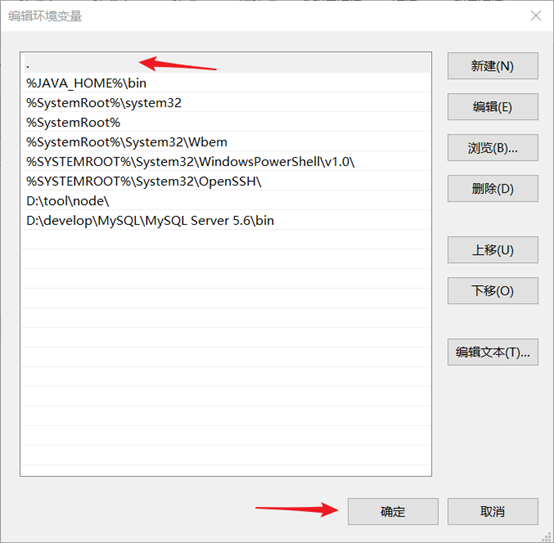 编辑环境变量
.
%JAVA_HOME%\bin
%SystemRoot%\system32
%SystemRoot%
%SystemRoot%\System32\Wbem
%SYSTEMROOT%\System32\WindowsPowerShell\v1.0\
%SYSTEMROOT%\System32\OpenSSH\
D:\tool\node\
D:\develop\MySQL\MySQL Server 5.6\bin
新建(N)
编辑(E)
浏览(B)...
删除(D)
上移(U)
下移(O)
编辑文本(T)...
确定
取消